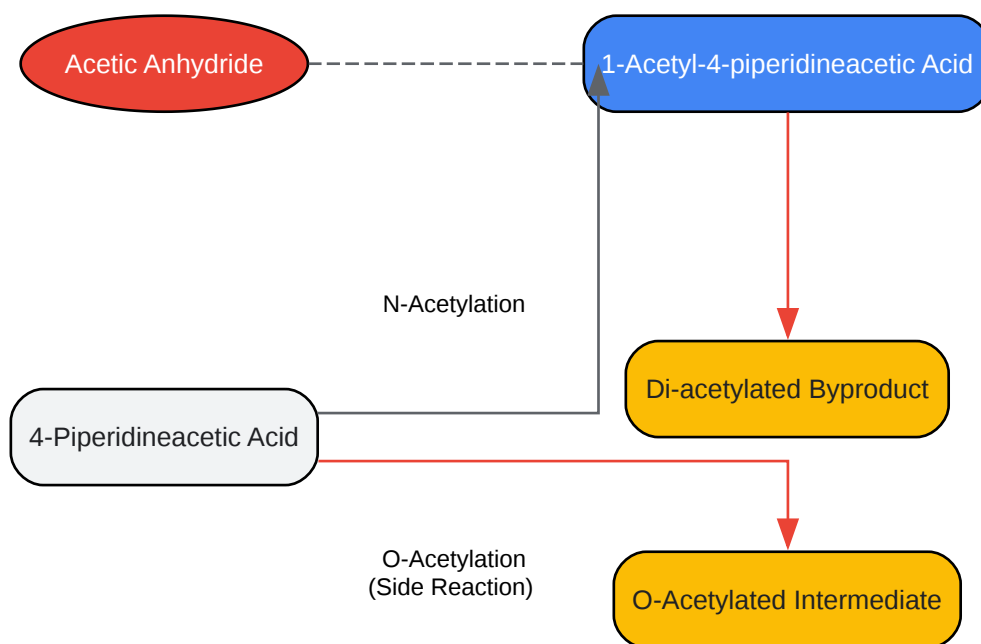 Acetic Anhydride
1-Acetyl-4-piperidineacetic Acid
N-Acetylation
Di-acetylated Byproduct
4-Piperidineacetic Acid
O-Acetylation
(Side Reaction)
O-Acetylated Intermediate